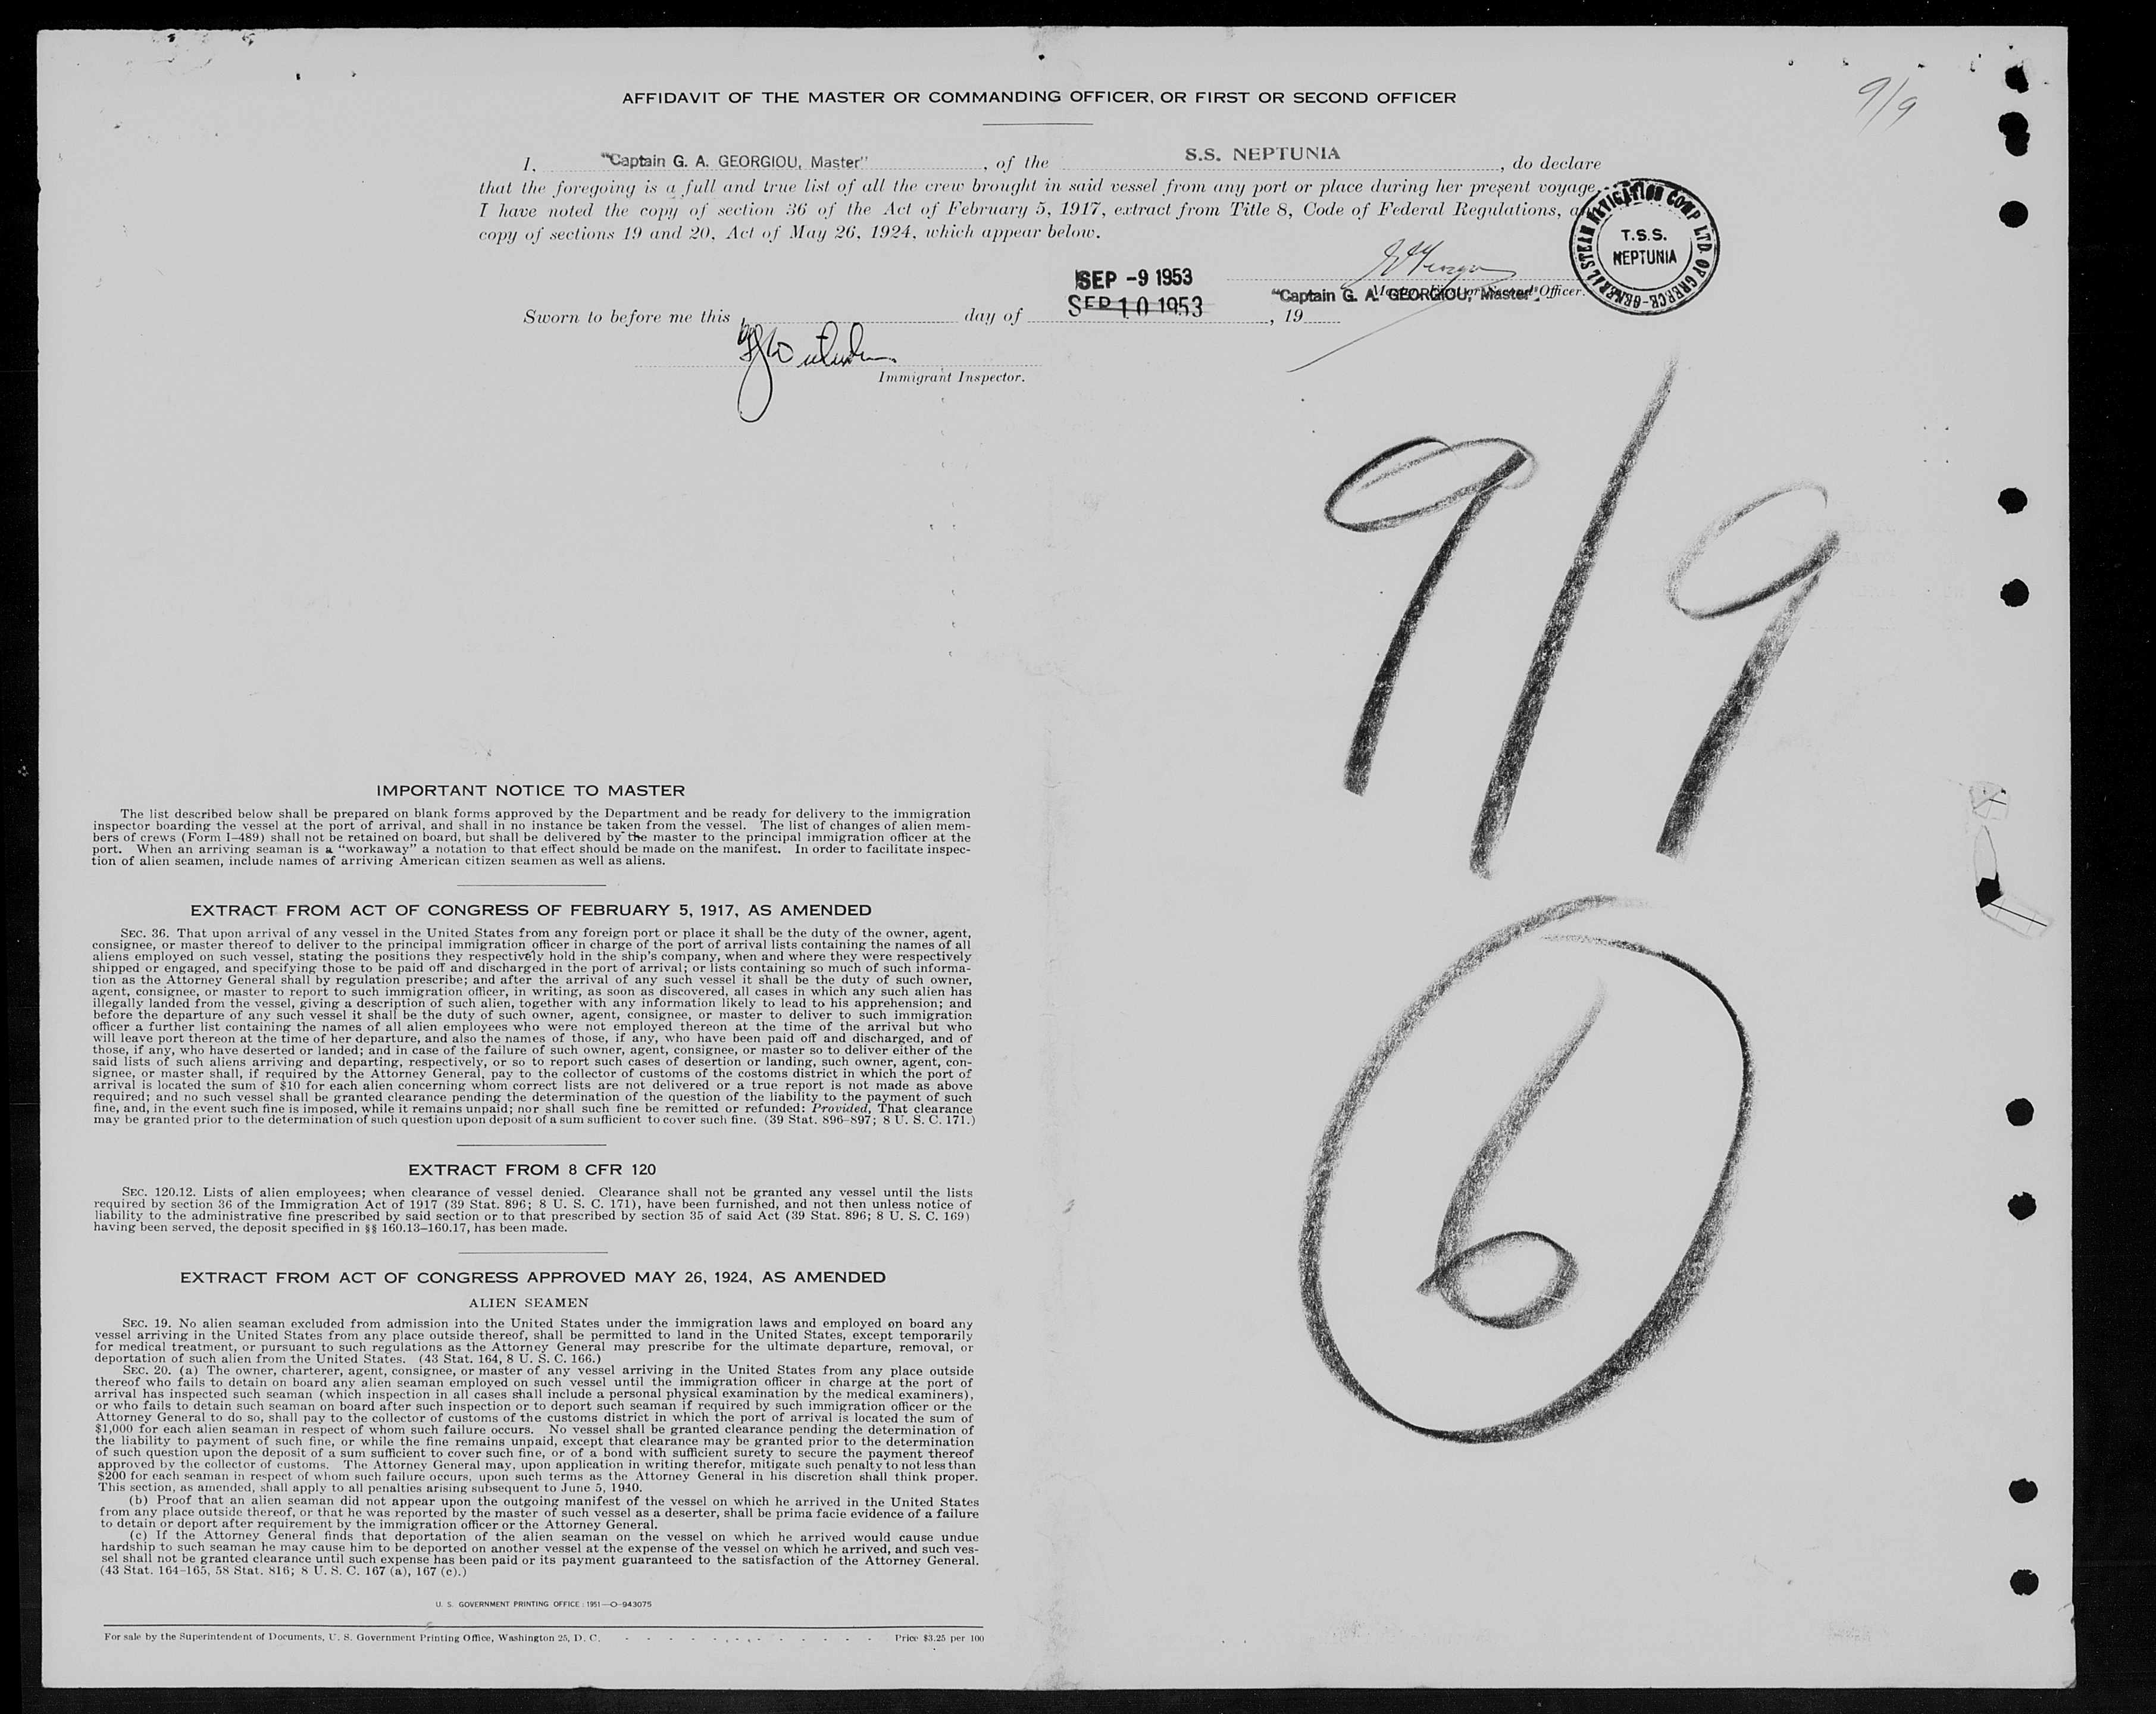 AFFIDAVIT OF THE MASTER OR COMMANDING OFFICER, OR FIRST OR SECOND OFFICER
9/9
I, "Captain G. A. GEORGIOU, Master", of the S.S. NEPTUNIA, do declare
that the foregoing is a full and true list of all the crew brought in said vessel from any port or place during her present voyage.
I have noted the copy of section 36 of the Act of February 5, 1917, extract from Title 8, Code of Federal Regulations, a
copy of sections 19 and 20, Act of May 26, 1924, which appear below.
GENERAL STEAM NAVIGATION COMP LTD. OF GREECE
T.S.S.
NEPTUNIA
SEP -9 1953
"Captain G. A. GEORGIOU, Master" Officer.
Sworn to before me this day of SEP 10 1953, 19
Immigrant Inspector.
9/9
6
IMPORTANT NOTICE TO MASTER
The list described below shall be prepared on blank forms approved by the Department and be ready for delivery to the immigration
inspector boarding the vessel at the port of arrival, and shall in no instance be taken from the vessel. The list of changes of alien mem-
bers of crews (Form I-489) shall not be retained on board, but shall be delivered by the master to the principal immigration officer at the
port. When an arriving seaman is a "workaway" a notation to that effect should be made on the manifest. In order to facilitate inspec-
tion of alien seamen, include names of arriving American citizen seamen as well as aliens.
EXTRACT FROM ACT OF CONGRESS OF FEBRUARY 5, 1917, AS AMENDED
SEC. 36. That upon arrival of any vessel in the United States from any foreign port or place it shall be the duty of the owner, agent,
consignee, or master thereof to deliver to the principal immigration officer in charge of the port of arrival lists containing the names of all
aliens employed on such vessel, stating the positions they respectively hold in the ship's company, when and where they were respectively
shipped or engaged, and specifying those to be paid off and discharged in the port of arrival; or lists containing so much of such informa-
tion as the Attorney General shall by regulation prescribe; and after the arrival of any such vessel it shall be the duty of such owner,
agent, consignee, or master to report to such immigration officer, in writing, as soon as discovered, all cases in which any such alien has
illegally landed from the vessel, giving a description of such alien, together with any information likely to lead to his apprehension; and
before the departure of any such vessel it shall be the duty of such owner, agent, consignee, or master to deliver to such immigration
officer a further list containing the names of all alien employees who were not employed thereon at the time of the arrival but who
will leave port thereon at the time of her departure, and also the names of those, if any, who have been paid off and discharged, and of
those, if any, who have deserted or landed; and in case of the failure of such owner, agent, consignee, or master so to deliver either of the
said lists of such aliens arriving and departing, respectively, or so to report such cases of desertion or landing, such owner, agent, con-
signee, or master shall, if required by the Attorney General, pay to the collector of customs of the costoms district in which the port of
arrival is located the sum of $10 for each alien concerning whom correct lists are not delivered or a true report is not made as above
required; and no such vessel shall be granted clearance pending the determination of the question of the liability to the payment of such
fine, and, in the event such fine is imposed, while it remains unpaid; nor shall such fine be remitted or refunded: Provided, That clearance
may be granted prior to the determination of such question upon deposit of a sum sufficient to cover such fine. (39 Stat. 896-897; 8 U. S. C. 171.)
EXTRACT FROM 8 CFR 120
SEC. 120.12. Lists of alien employees; when clearance of vessel denied. Clearance shall not be granted any vessel until the lists
required by section 36 of the Immigration Act of 1917 (39 Stat. 896; 8 U. S. C. 171), have been furnished, and not then unless notice of
liability to the administrative fine prescribed by said section or to that prescribed by section 35 of said Act (39 Stat. 896; 8 U. S. C. 169)
having been served, the deposit specified in §§ 160.13-160.17, has been made.
EXTRACT FROM ACT OF CONGRESS APPROVED MAY 26, 1924, AS AMENDED
ALIEN SEAMEN
SEC. 19. No alien seaman excluded from admission into the United States under the immigration laws and employed on board any
vessel arriving in the United States from any place outside thereof, shall be permitted to land in the United States, except temporarily
for medical treatment, or pursuant to such regulations as the Attorney General may prescribe for the ultimate departure, removal, or
deportation of such alien from the United States. (43 Stat. 164, 8 U. S. C. 166.)
SEC. 20. (a) The owner, charterer, agent, consignee, or master of any vessel arriving in the United States from any place outside
thereof who fails to detain on board any alien seaman employed on such vessel until the immigration officer in charge at the port of
arrival has inspected such seaman (which inspection in all cases shall include a personal physical examination by the medical examiners),
or who fails to detain such seaman on board after such inspection or to deport such seaman if required by such immigration officer or the
Attorney General to do so, shall pay to the collector of customs of the customs district in which the port of arrival is located the sum of
$1,000 for each alien seaman in respect of whom such failure occurs. No vessel shall be granted clearance pending the determination of
the liability to payment of such fine, or while the fine remains unpaid, except that clearance may be granted prior to the determination
of such question upon the deposit of a sum sufficient to cover such fine, or of a bond with sufficient surety to secure the payment thereof
approved by the collector of customs. The Attorney General may, upon application in writing therefor, mitigate such penalty to not less than
$200 for each seaman in respect of whom such failure occurs, upon such terms as the Attorney General in his discretion shall think proper.
This section, as amended, shall apply to all penalties arising subsequent to June 5, 1940.
(b) Proof that an alien seaman did not appear upon the outgoing manifest of the vessel on which he arrived in the United States
from any place outside thereof, or that he was reported by the master of such vessel as a deserter, shall be prima facie evidence of a failure
to detain or deport after requirement by the immigration officer or the Attorney General.
(c) If the Attorney General finds that deportation of the alien seaman on the vessel on which he arrived would cause undue
hardship to such seaman he may cause him to be deported on another vessel at the expense of the vessel on which he arrived, and such ves-
sel shall not be granted clearance until such expense has been paid or its payment guaranteed to the satisfaction of the Attorney General.
(43 Stat. 164-165, 58 Stat. 816; 8 U. S. C. 167 (a), 167 (c).)
U. S. GOVERNMENT PRINTING OFFICE : 1951—O-943075
For sale by the Superintendent of Documents, U. S. Government Printing Office, Washington 25, D. C. - - - - - - - - - - - - Price $3.25 per 100